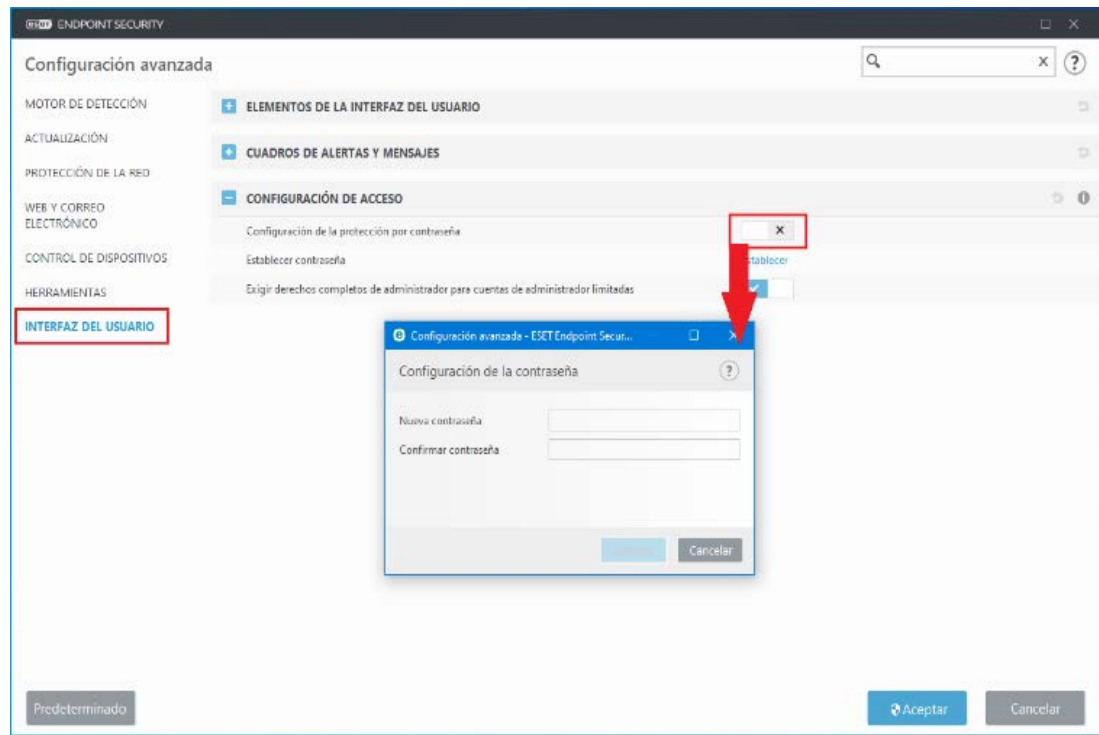 eset ENDPOINT SECURITY
Configuración avanzada
MOTOR DE DETECCIÓN
ACTUALIZACIÓN
PROTECCIÓN DE LA RED
WEB Y CORREO
ELECTRÓNICO
CONTROL DE DISPOSITIVOS
HERRAMIENTAS
INTERFAZ DEL USUARIO
ELEMENTOS DE LA INTERFAZ DEL USUARIO
CUADROS DE ALERTAS Y MENSAJES
CONFIGURACIÓN DE ACCESO
Configuración de la protección por contraseña
Establecer contraseña
tablecer
Exigir derechos completos de administrador para cuentas de administrador limitadas
Configuración avanzada - ESET Endpoint Secur...
Configuración de la contraseña
Nueva contraseña
Confirmar contraseña
Cancelar
Predeterminado
Aceptar
Cancelar